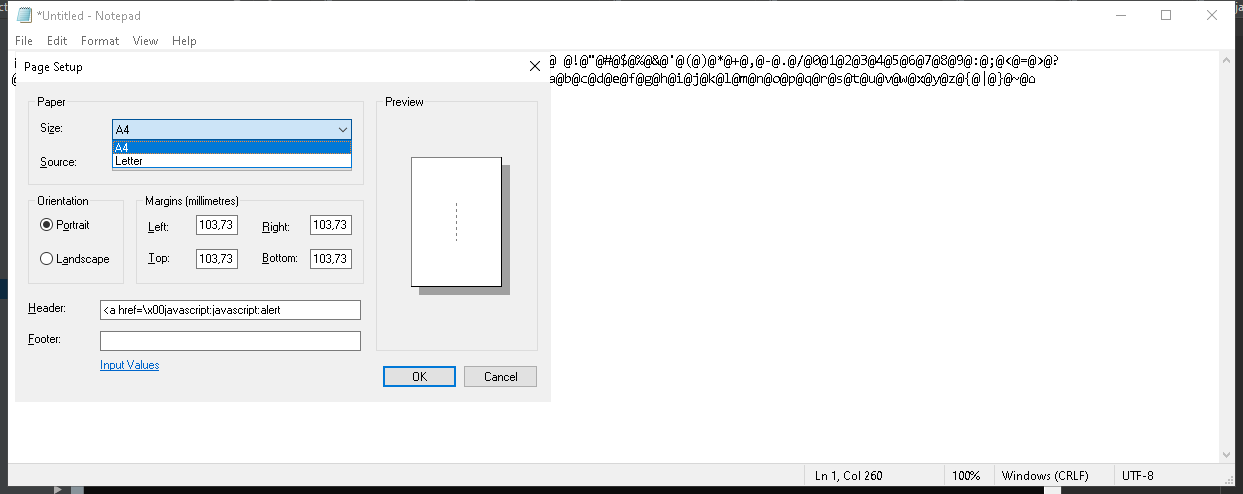 *Untitled - Notepad
File Edit Format View Help
@ @!@"@#@$@%@&@'@(@)@*@+@,@-@.@/@0@1@2@3@4@5@6@7@8@9@:@;@<@=@>@?
a@b@c@d@e@f@g@h@i@j@k@l@m@n@o@p@q@r@s@t@u@v@w@x@y@z@{@|@}@~@⌂
Page Setup
Paper
Size: A4
A4
Letter
Source:
Preview
Orientation
Portrait
Landscape
Margins (millimetres)
Left: 103,73 Right: 103,73
Top: 103,73 Bottom: 103,73
Header: <a href=\x00javascript:javascript:alert
Footer:
Input Values
OK Cancel
Ln 1, Col 260 100% Windows (CRLF) UTF-8